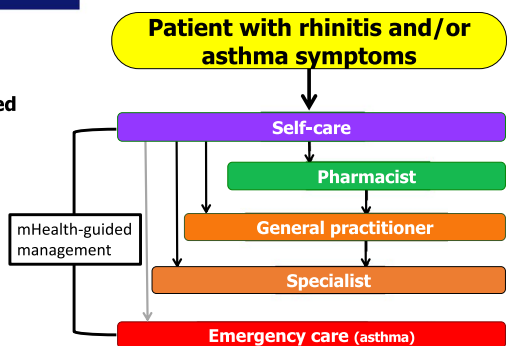 Patient with rhinitis and/or
asthma symptoms
ed
Self-care
Pharmacist
mHealth-guided
management
General practitioner
Specialist
Emergency care (asthma)